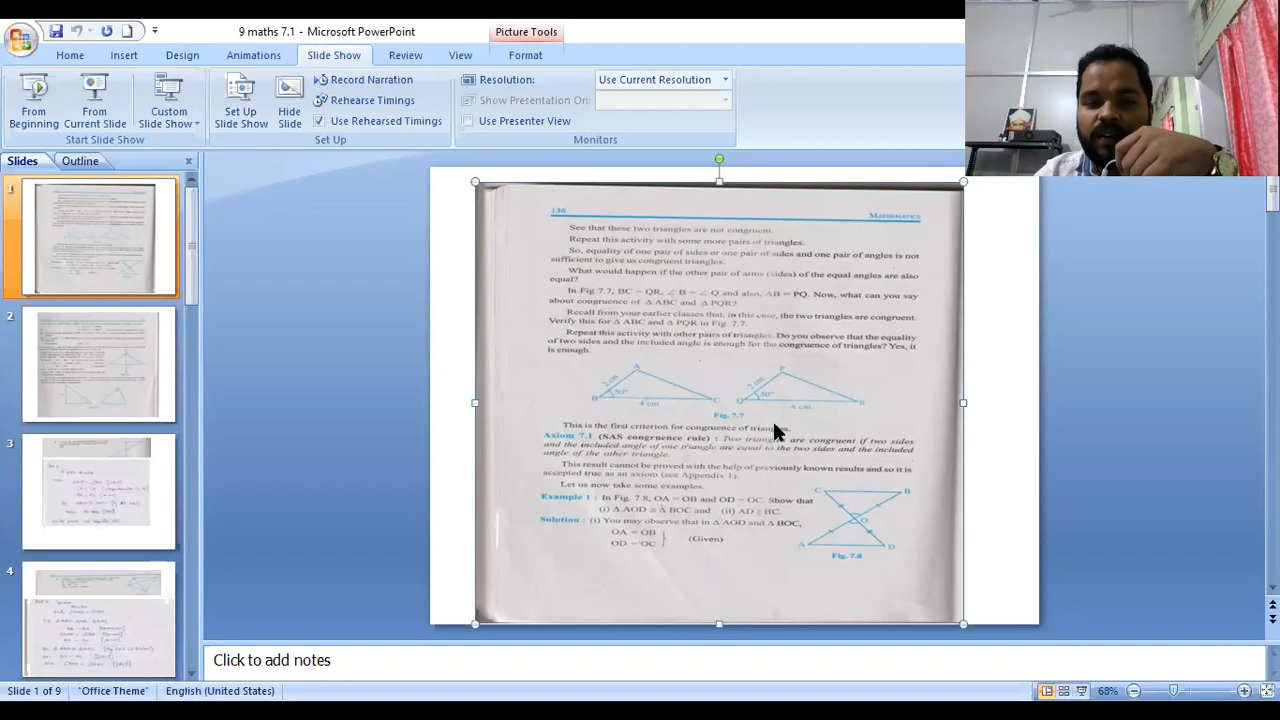 9 maths 7.1 - Microsoft PowerPoint
Picture Tools
Home Insert Design Animations Slide Show Review View Format
From Beginning
From Current Slide
Custom Slide Show
Start Slide Show
Set Up Slide Show
Hide Slide
Record Narration
Rehearse Timings
Use Rehearsed Timings
Set Up
Resolution: Use Current Resolution
Show Presentation On:
Use Presenter View
Monitors
Slides Outline
1
2
3
4
136 MATHEMATICS
See that these two triangles are not congruent.
Repeat this activity with some more pairs of triangles.
So, equality of one pair of sides or one pair of sides and one pair of angles is not
sufficient to give us congruent triangles.
What would happen if the other pair of arms (sides) of the equal angles are also
equal?
In Fig 7.7, BC = QR, ∠ B = ∠ Q and also, AB = PQ. Now, what can you say
about congruence of Δ ABC and Δ PQR?
Recall from your earlier classes that, in this case, the two triangles are congruent.
Verify this for Δ ABC and Δ PQR in Fig. 7.7.
Repeat this activity with other pairs of triangles. Do you observe that the equality
of two sides and the included angle is enough for the congruence of triangles? Yes, it
is enough.
A
2 cm
50°
B C
4 cm
P
2 cm
50°
Q R
4 cm
Fig. 7.7
This is the first criterion for congruence of triangles.
Axiom 7.1 (SAS congruence rule) : Two triangles are congruent if two sides
and the included angle of one triangle are equal to the two sides and the included
angle of the other triangle.
This result cannot be proved with the help of previously known results and so it is
accepted true as an axiom (see Appendix 1).
Let us now take some examples.
Example 1 : In Fig. 7.8, OA = OB and OD = OC. Show that
(i) Δ AOD ≅ Δ BOC and (ii) AD || BC.
Solution : (i) You may observe that in Δ AOD and Δ BOC,
OA = OB
OD = OC
(Given)
C B
O
A D
Fig. 7.8
Click to add notes
Slide 1 of 9 "Office Theme" English (United States) 68%